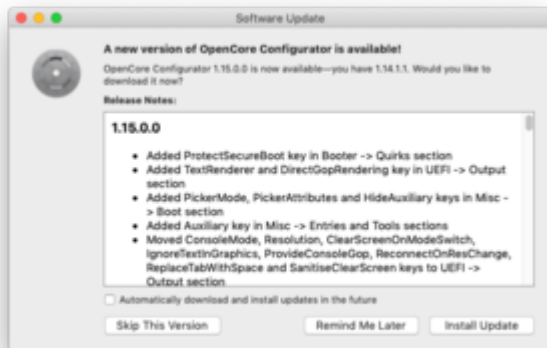 Software Update
A new version of OpenCore Configurator is available!
OpenCore Configurator 1.15.0.0 is now available—you have 1.14.1.1. Would you like to
download it now?
Release Notes:
1.15.0.0
• Added ProtectSecureBoot key in Booter -> Quirks section
• Added TextRenderer and DirectGopRendering key in UEFI -> Output
section
• Added PickerMode, PickerAttributes and HideAuxiliary keys in Misc -
> Boot section
• Added Auxiliary key in Misc -> Entries and Tools sections
• Moved ConsoleMode, Resolution, ClearScreenOnModeSwitch,
IgnoreTextInGraphics, ProvideConsoleGop, ReconnectOnResChange,
ReplaceTabWithSpace and SanitiseClearScreen keys to UEFI ->
Output section
Automatically download and install updates in the future
Skip This Version
Remind Me Later
Install Update